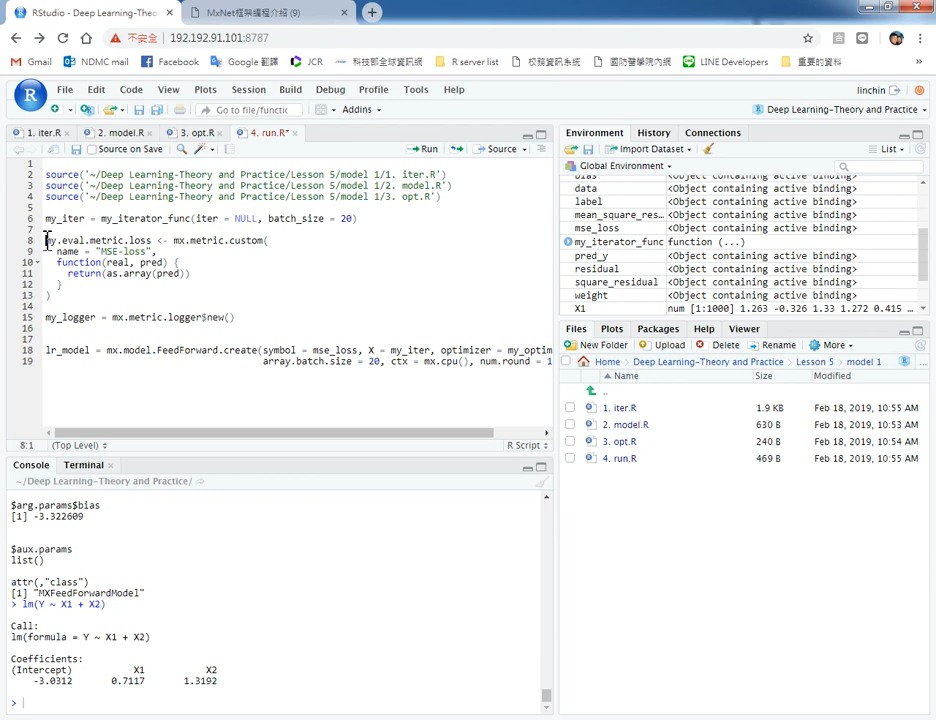 RStudio - Deep Learning-Theo
MxNet框架編程介紹 (9)
不安全
192.192.91.101:8787
Gmail
NDMC mail
Facebook
Google 翻譯
JCR
科技部全球資訊網
R server list
校務資訊系統
國防醫學院內網
LINE Developers
重要的資料
File Edit Code View Plots Session Build Debug Profile Tools Help
linchin
Go to file/functic
Addins
Deep Learning-Theory and Practice
1. iter.R
2. model.R
3. opt.R
4. run.R*
Source on Save
Run
Source
1
2 source('~/Deep Learning-Theory and Practice/Lesson 5/model 1/1. iter.R')
3 source('~/Deep Learning-Theory and Practice/Lesson 5/model 1/2. model.R')
4 source('~/Deep Learning-Theory and Practice/Lesson 5/model 1/3. opt.R')
5
6 my_iter = my_iterator_func(iter = NULL, batch_size = 20)
7
8 my.eval.metric.loss <- mx.metric.custom(
9 name = "MSE-loss",
10 function(real, pred) {
11 return(as.array(pred))
12 }
13 )
14
15 my_logger = mx.metric.logger$new()
16
17
18 lr_model = mx.model.FeedForward.create(symbol = mse_loss, X = my_iter, optimizer = my_optim
19 array.batch.size = 20, ctx = mx.cpu(), num.round = 1
8:1
(Top Level)
R Script
Console
Terminal
~/Deep Learning-Theory and Practice/
$arg.params$bias
[1] -3.322609
$aux.params
list()
attr(,"class")
[1] "MXFeedForwardModel"
> lm(Y ~ X1 + X2)
Call:
lm(formula = Y ~ X1 + X2)
Coefficients:
(Intercept) X1 X2
-3.0312 0.7117 1.3192
>
Environment
History
Connections
Import Dataset
List
Global Environment
bias <Object containing active binding>
data <Object containing active binding>
label <Object containing active binding>
mean_square_res… <Object containing active binding>
mse_loss <Object containing active binding>
my_iterator_func function (...)
pred_y <Object containing active binding>
residual <Object containing active binding>
square_residual <Object containing active binding>
weight <Object containing active binding>
X1 num [1:1000] 1.263 -0.326 1.33 1.272 0.415 …
Files
Plots
Packages
Help
Viewer
New Folder
Upload
Delete
Rename
More
Home
Deep Learning-Theory and Practice
Lesson 5
model 1
...
Name Size Modified
..
1. iter.R 1.9 KB Feb 18, 2019, 10:55 AM
2. model.R 630 B Feb 18, 2019, 10:53 AM
3. opt.R 240 B Feb 18, 2019, 10:54 AM
4. run.R 469 B Feb 18, 2019, 10:55 AM